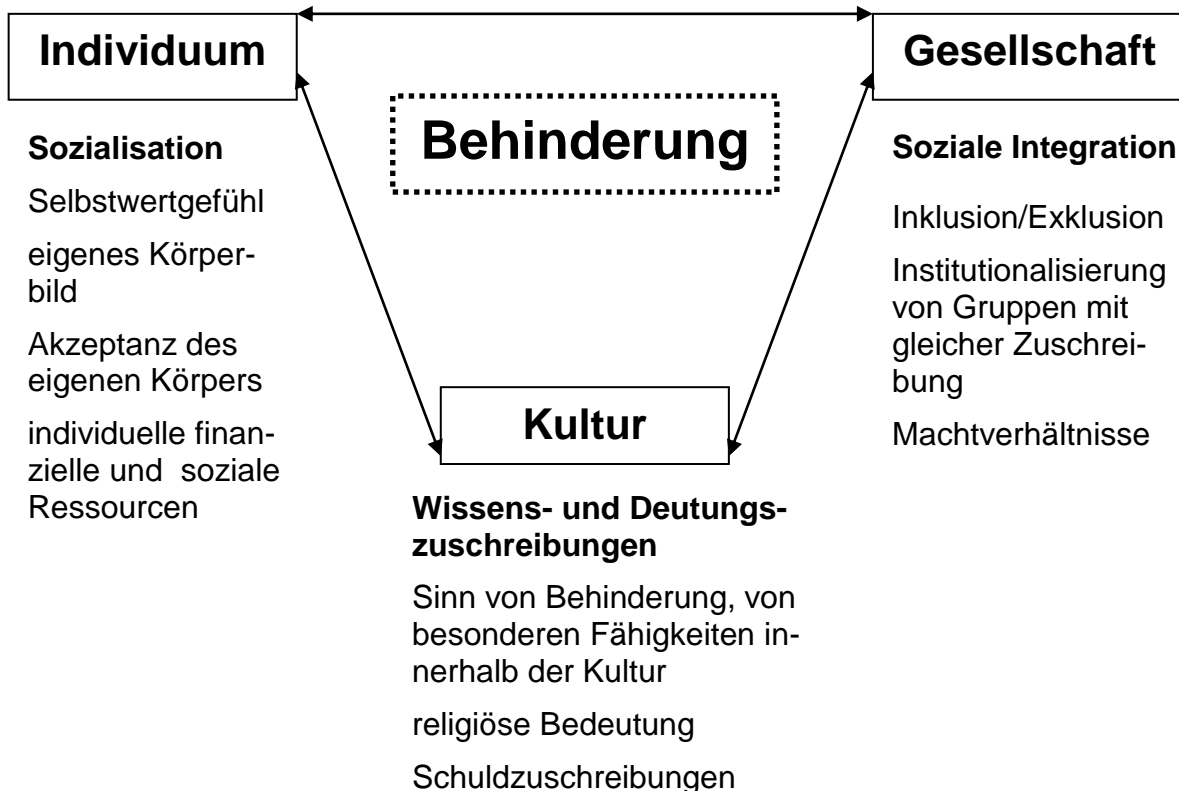 Individuum
Sozialisation
Selbstwertgefühl
eigenes Körper-
bild
Akzeptanz des
eigenen Körpers
individuelle finan-
zielle und  soziale
Ressourcen
Behinderung
Kultur
Wissens- und Deutungs-
zuschreibungen
Sinn von Behinderung, von
besonderen Fähigkeiten in-
nerhalb der Kultur
religiöse Bedeutung
Schuldzuschreibungen
Gesellschaft
Soziale Integration
Inklusion/Exklusion
Institutionalisierung
von Gruppen mit
gleicher Zuschrei-
bung
Machtverhältnisse